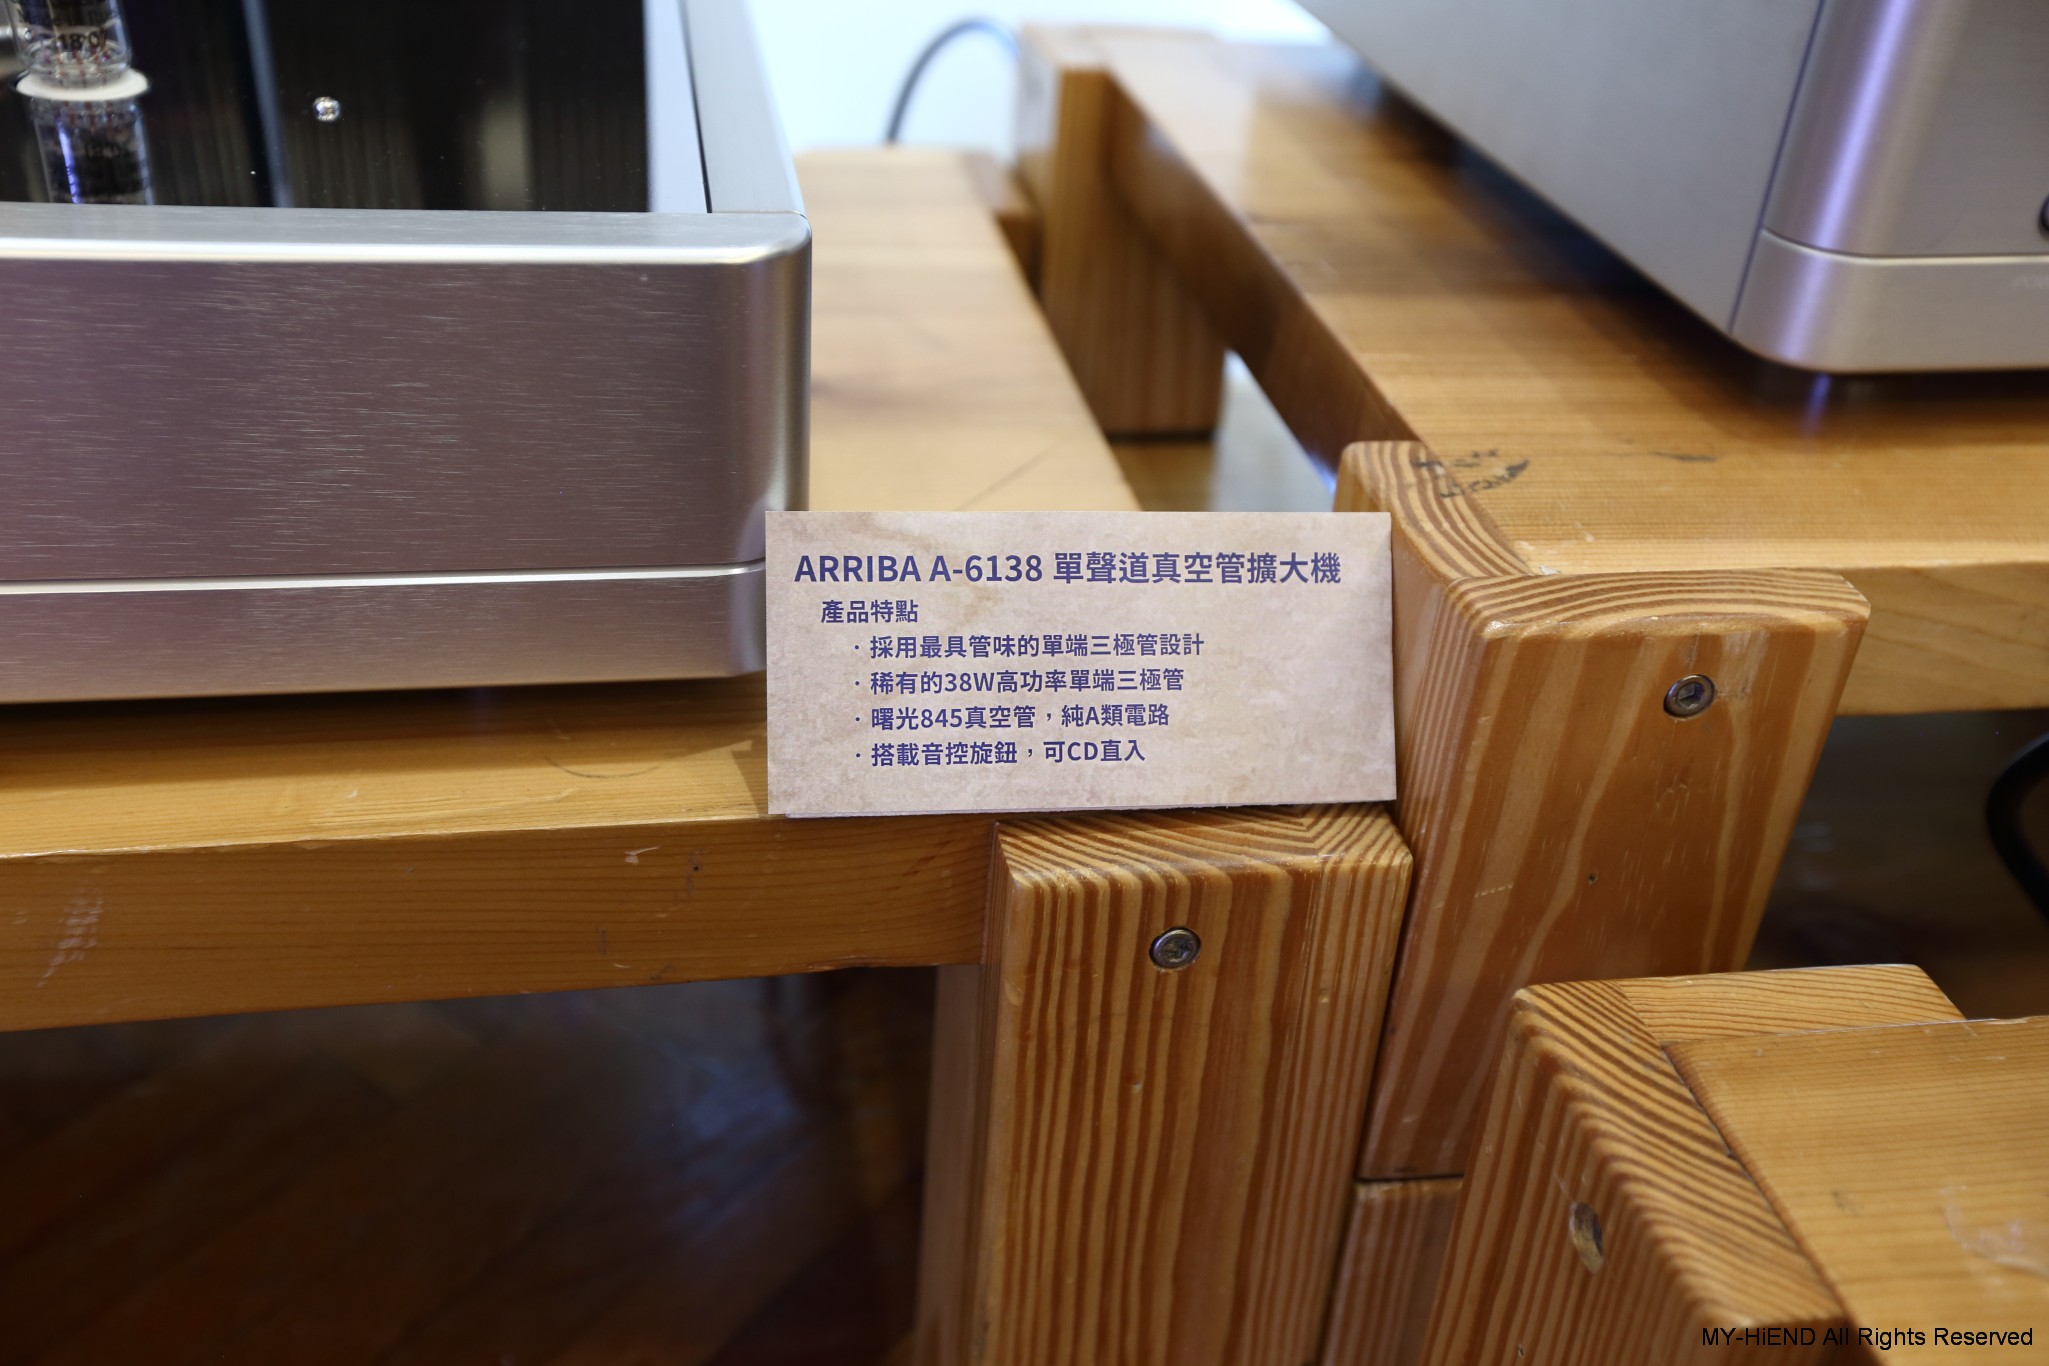 18 07
ARRIBA A-6138 單聲道真空管擴大機
產品特點
· 採用最具管味的單端三極管設計
· 稀有的38W高功率單端三極管
· 曙光845真空管，純A類電路
· 搭載音控旋鈕，可CD直入
MY-HiEND All Rights Reserved